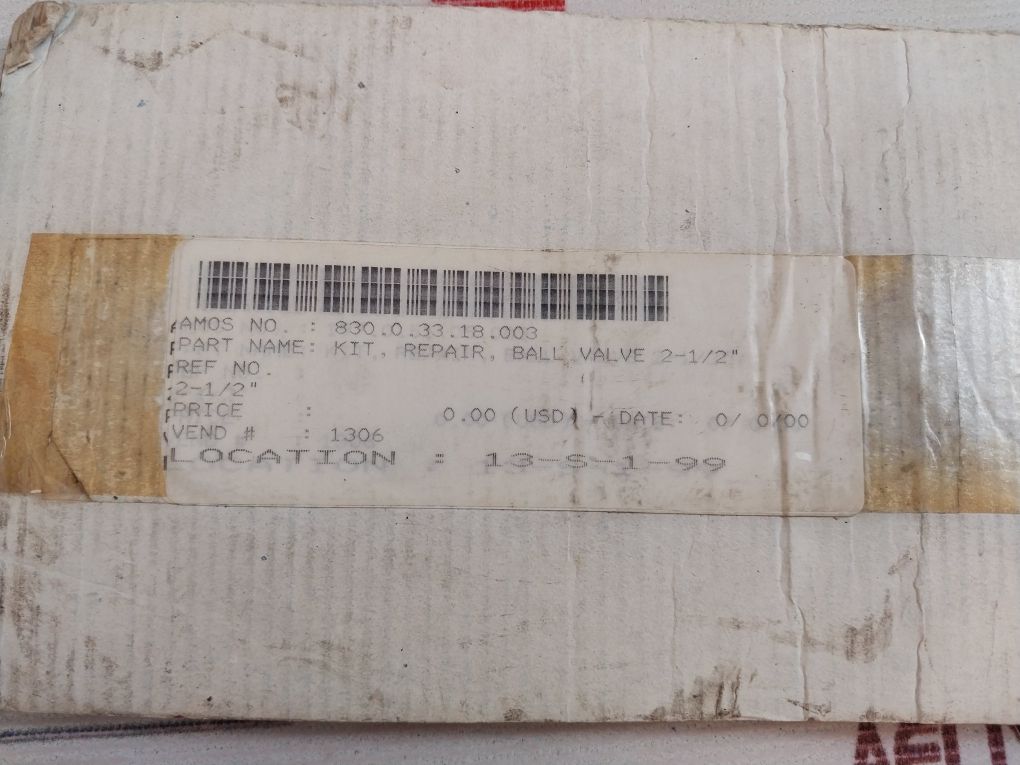 AMOS NO. : 830.0.33.18.003
PART NAME: KIT, REPAIR, BALL VALVE 2-1/2"
REF NO.
2-1/2"
PRICE : 0.00 (USD) - DATE: 0/ 0/00
VEND # : 1306
LOCATION : 13-S-1-99